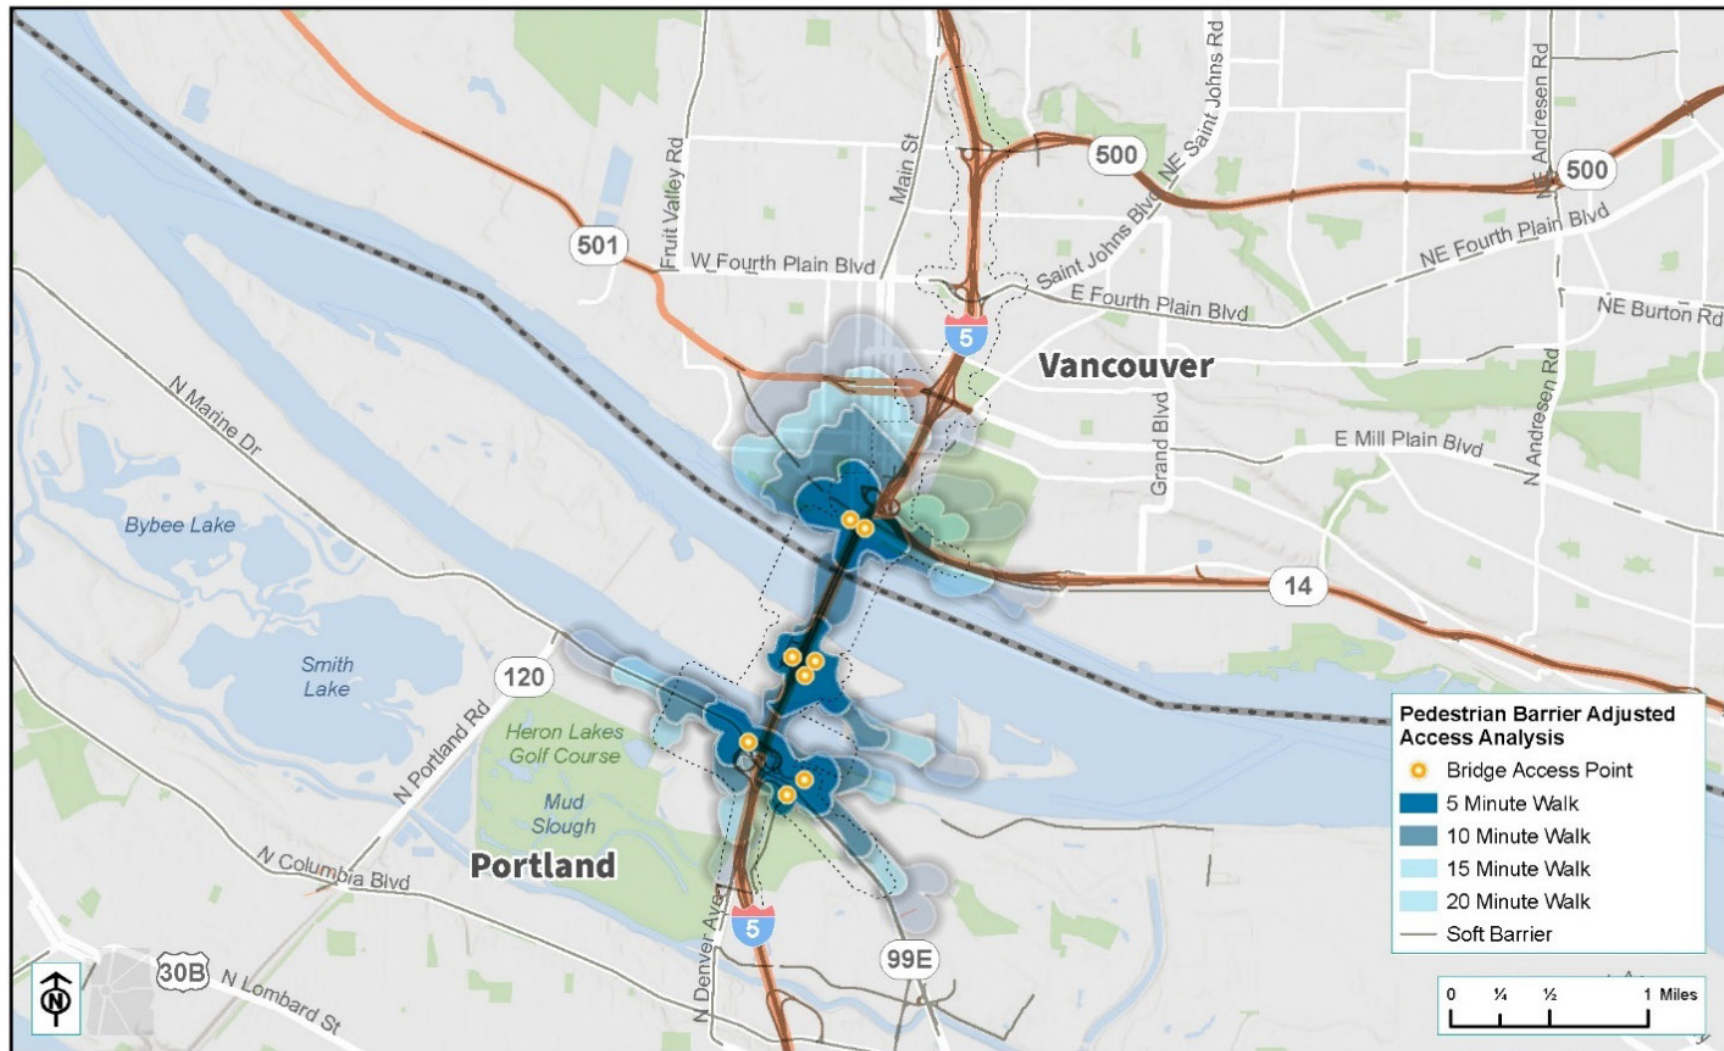 NE Saint Johns Rd
NE Andresen Rd
Main St
Fruit Valley Rd
500
500
NE Fourth Plain Blvd
501
W Fourth Plain Blvd
Saint Johns Blvd
E Fourth Plain Blvd
NE Burton Rd
5
Vancouver
N Marine Dr
Grand Blvd
N Andresen Rd
E Mill Plain Blvd
Bybee Lake
14
Smith
Lake
120
Heron Lakes
Golf Course
N Portland Rd
Mud
Slough
Portland
N Columbia Blvd
5
N Denver Ave
99E
30B
N Lombard St
N
Pedestrian Barrier Adjusted
Access Analysis
Bridge Access Point
5 Minute Walk
10 Minute Walk
15 Minute Walk
20 Minute Walk
Soft Barrier
0 ¼ ½ 1 Miles